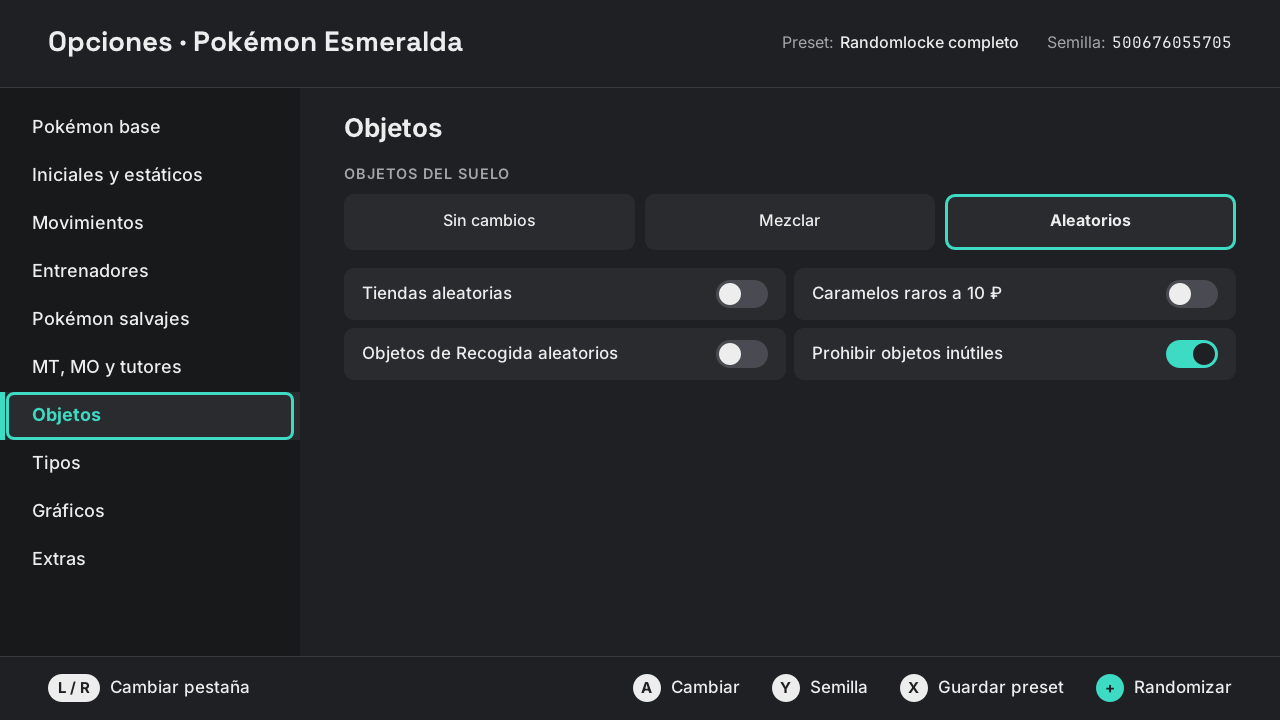 Opciones · Pokémon Esmeralda
Preset: Randomlocke completo
Semilla: 500676055705
Pokémon base
Iniciales y estáticos
Movimientos
Entrenadores
Pokémon salvajes
MT, MO y tutores
Objetos
Tipos
Gráficos
Extras
Objetos
OBJETOS DEL SUELO
Sin cambios
Mezclar
Aleatorios
Tiendas aleatorias
Caramelos raros a 10 ₽
Objetos de Recogida aleatorios
Prohibir objetos inútiles
L / R Cambiar pestaña
A Cambiar
Y Semilla
X Guardar preset
+ Randomizar